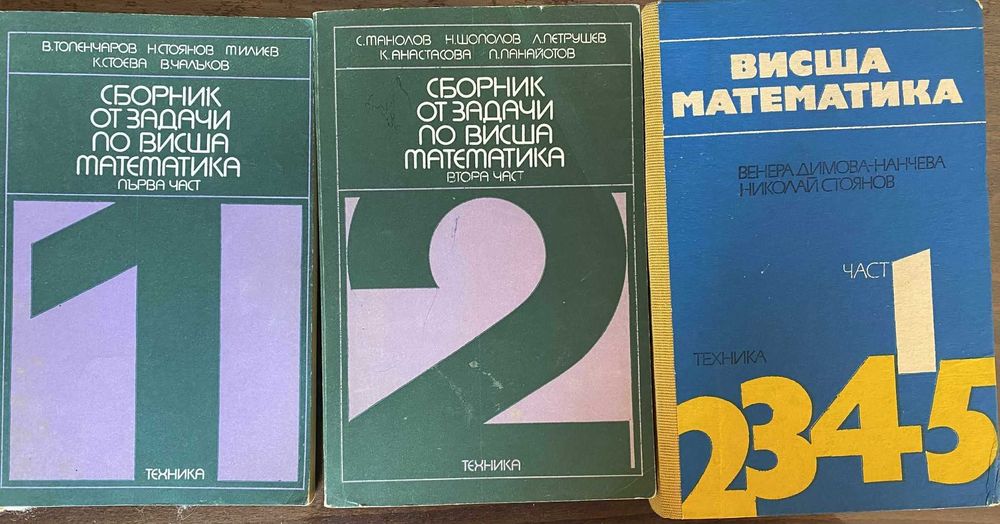 В.ТОПЕНЧАРОВ Н.СТОЯНОВ М.ИЛИЕВ
К.СТОЕВА В.ЧАЛЪКОВ
СБОРНИК
ОТ ЗАДАЧИ
ПО ВИСША
МАТЕМАТИКА
ПЪРВА ЧАСТ
1
ТЕХНИКА
С.МАНОЛОВ Н.ШОПОЛОВ Л.ПЕТРУШЕВ
К.АНАСТАСОВА П.ПАНАЙОТОВ
СБОРНИК
ОТ ЗАДАЧИ
ПО ВИСША
МАТЕМАТИКА
ВТОРА ЧАСТ
2
ТЕХНИКА
ВИСША
МАТЕМАТИКА
ВЕНЕРА ДИМОВА-НАНЧЕВА
НИКОЛАЙ СТОЯНОВ
ЧАСТ 1
ТЕХНИКА
2345